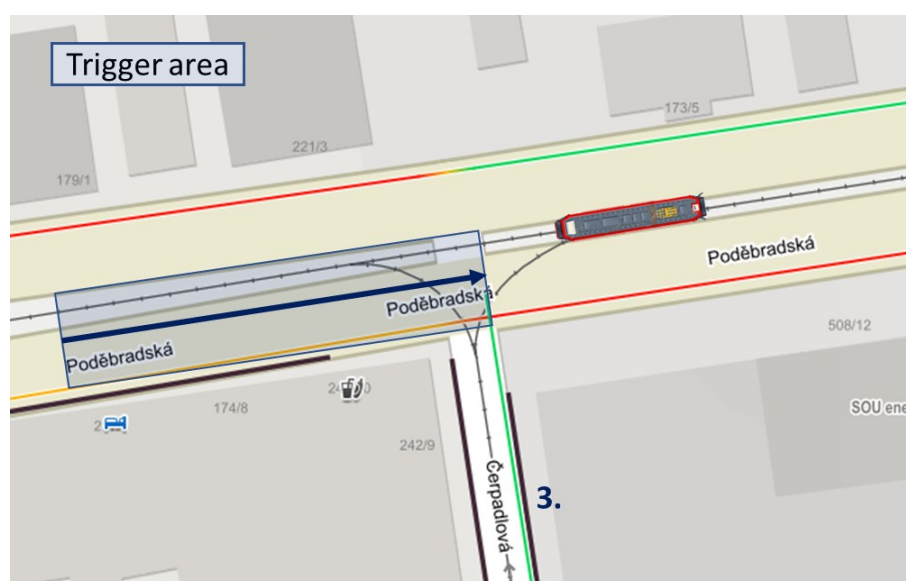 Trigger area
173/5
221/3
179/1
Poděbradská
Poděbradská
Poděbradská
508/12
174/8
SOU ene
242/9
Čerpadlová
3.